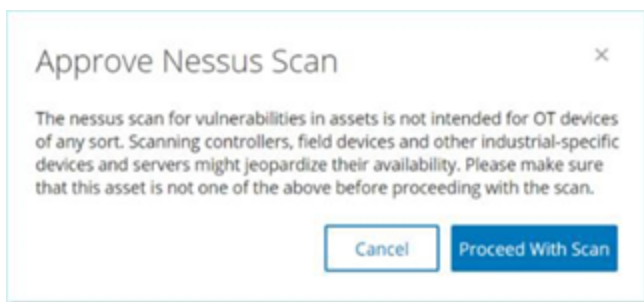 Approve Nessus Scan
The nessus scan for vulnerabilities in assets is not intended for OT devices
of any sort. Scanning controllers, field devices and other industrial-specific
devices and servers might jeopardize their availability. Please make sure
that this asset is not one of the above before proceeding with the scan.
Cancel Proceed With Scan